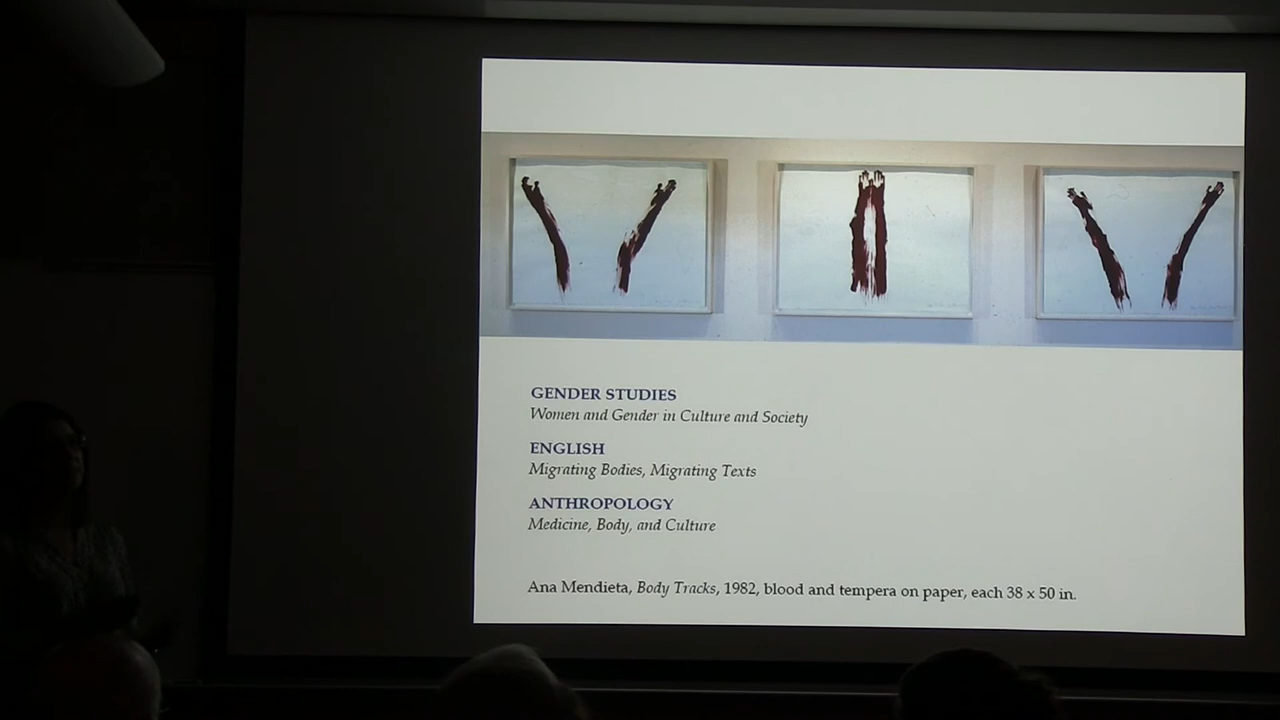 GENDER STUDIES
Women and Gender in Culture and Society
ENGLISH
Migrating Bodies, Migrating Texts
ANTHROPOLOGY
Medicine, Body, and Culture
Ana Mendieta, Body Tracks, 1982, blood and tempera on paper, each 38 x 50 in.